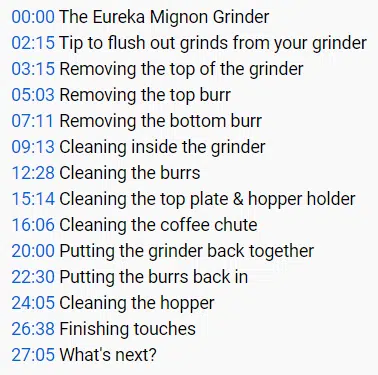 00:00 The Eureka Mignon Grinder
02:15 Tip to flush out grinds from your grinder
03:15 Removing the top of the grinder
05:03 Removing the top burr
07:11 Removing the bottom burr
09:13 Cleaning inside the grinder
12:28 Cleaning the burrs
15:14 Cleaning the top plate & hopper holder
16:06 Cleaning the coffee chute
20:00 Putting the grinder back together
22:30 Putting the burrs back in
24:05 Cleaning the hopper
26:38 Finishing touches
27:05 What's next?